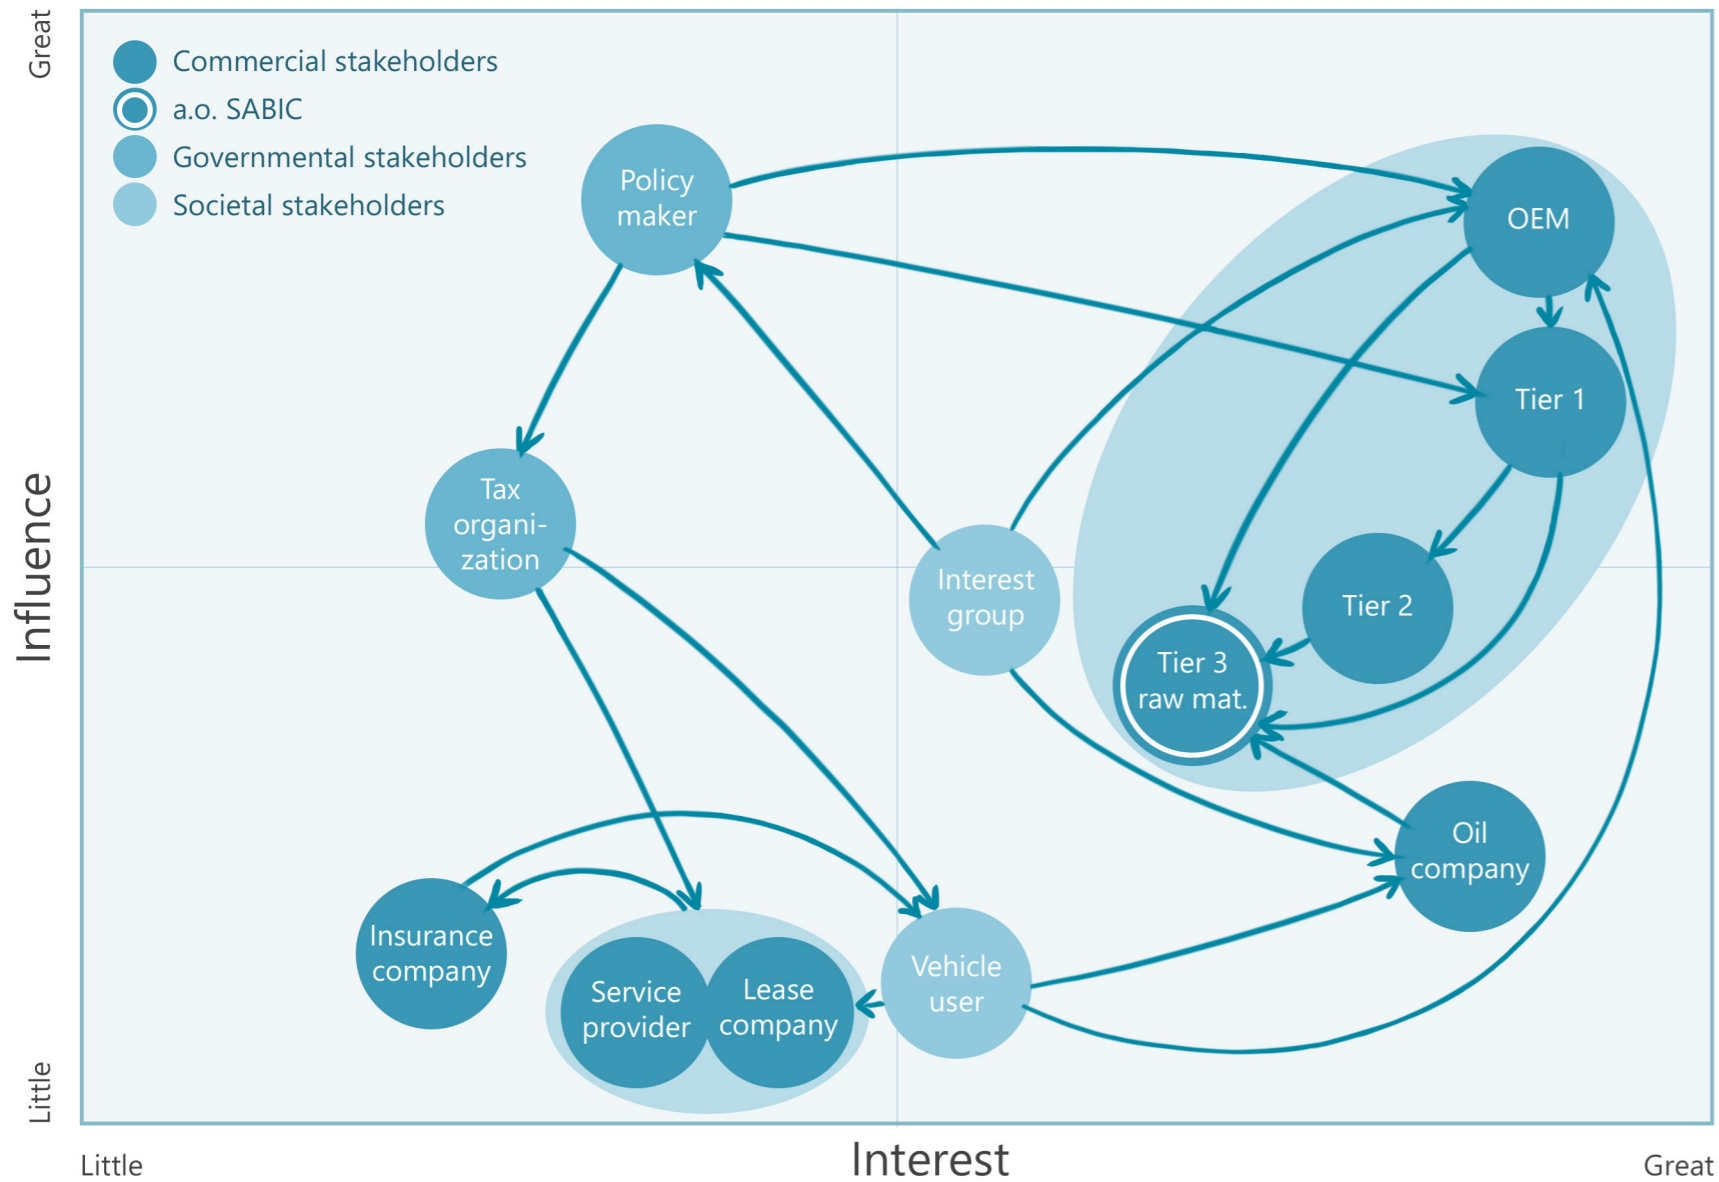 Great
Commercial stakeholders
a.o. SABIC
Governmental stakeholders
Societal stakeholders
Policy
maker
OEM
Tier 1
Tax
organi-
zation
Interest
group
Tier 2
Tier 3
raw mat.
Oil
company
Insurance
company
Service
provider
Lease
company
Vehicle
user
Influence
Little
Little
Interest
Great